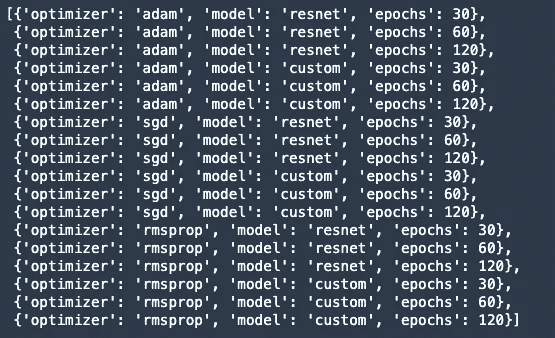 [{'optimizer': 'adam', 'model': 'resnet', 'epochs': 30},
{'optimizer': 'adam', 'model': 'resnet', 'epochs': 60},
{'optimizer': 'adam', 'model': 'resnet', 'epochs': 120},
{'optimizer': 'adam', 'model': 'custom', 'epochs': 30},
{'optimizer': 'adam', 'model': 'custom', 'epochs': 60},
{'optimizer': 'adam', 'model': 'custom', 'epochs': 120},
{'optimizer': 'sgd', 'model': 'resnet', 'epochs': 30},
{'optimizer': 'sgd', 'model': 'resnet', 'epochs': 60},
{'optimizer': 'sgd', 'model': 'resnet', 'epochs': 120},
{'optimizer': 'sgd', 'model': 'custom', 'epochs': 30},
{'optimizer': 'sgd', 'model': 'custom', 'epochs': 60},
{'optimizer': 'sgd', 'model': 'custom', 'epochs': 120},
{'optimizer': 'rmsprop', 'model': 'resnet', 'epochs': 30},
{'optimizer': 'rmsprop', 'model': 'resnet', 'epochs': 60},
{'optimizer': 'rmsprop', 'model': 'resnet', 'epochs': 120},
{'optimizer': 'rmsprop', 'model': 'custom', 'epochs': 30},
{'optimizer': 'rmsprop', 'model': 'custom', 'epochs': 60},
{'optimizer': 'rmsprop', 'model': 'custom', 'epochs': 120}]